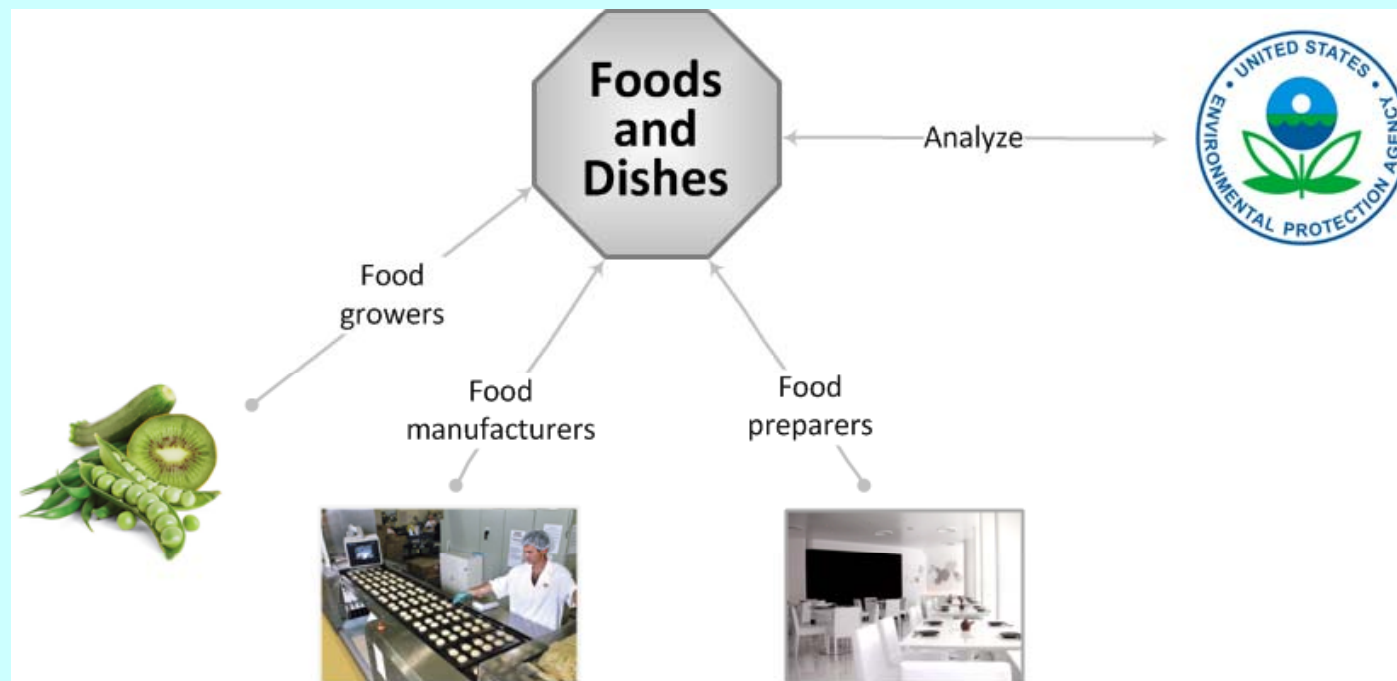 Foods
and
Dishes
Analyze
UNITED STATES
ENVIRONMENTAL PROTECTION AGENCY
Food
growers
Food
manufacturers
Food
preparers